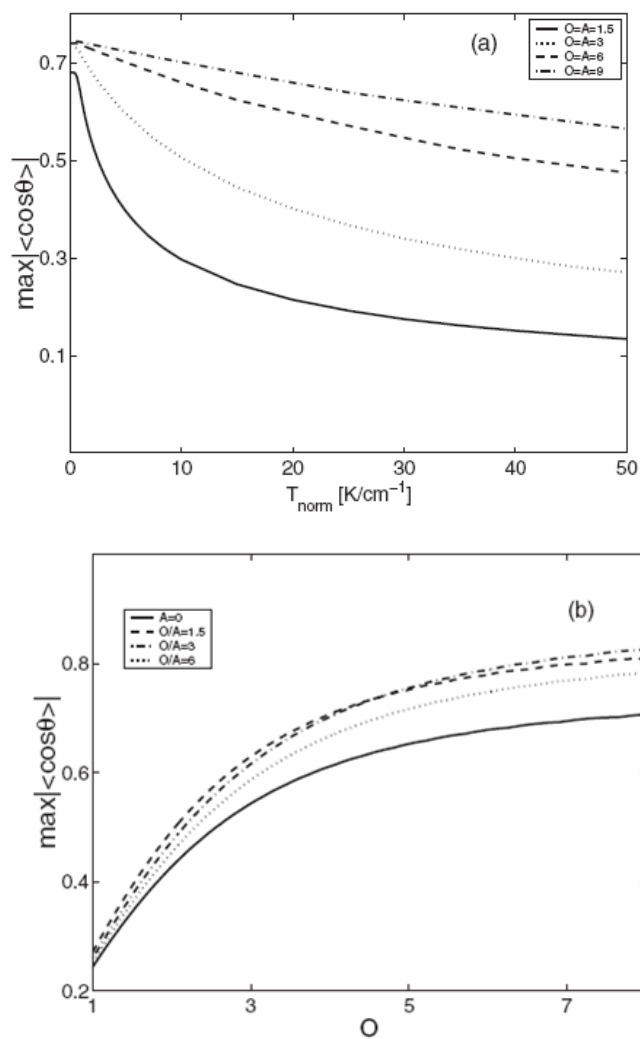 (a)
O=A=1.5
O=A=3
O=A=6
O=A=9
0.7
0.5
0.3
0.1
max|<cosθ>|
0 10 20 30 40 50
T_norm [K/cm⁻¹]
(b)
A=0
O/A=1.5
O/A=3
O/A=6
0.8
0.6
0.4
0.2
max|<cosθ>|
1 3 5 7
O